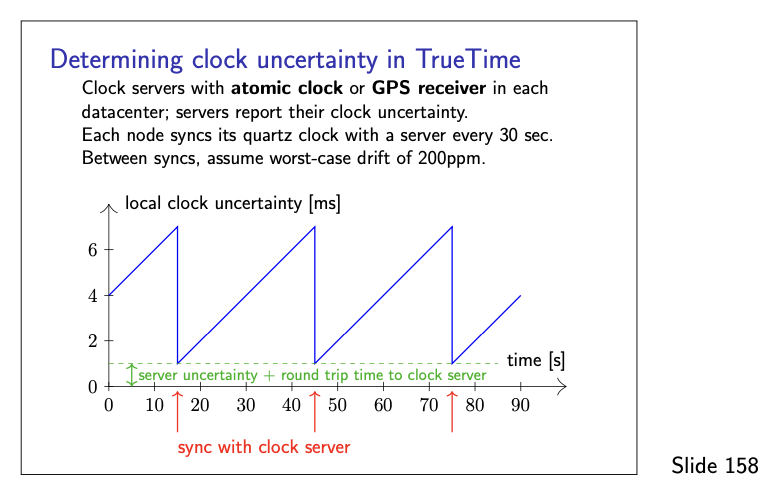 Determining clock uncertainty in TrueTime
Clock servers with atomic clock or GPS receiver in each
datacenter; servers report their clock uncertainty.
Each node syncs its quartz clock with a server every 30 sec.
Between syncs, assume worst-case drift of 200ppm.
local clock uncertainty [ms]
6
4
2
0
time [s]
server uncertainty + round trip time to clock server
0 10 20 30 40 50 60 70 80 90
sync with clock server
Slide 158